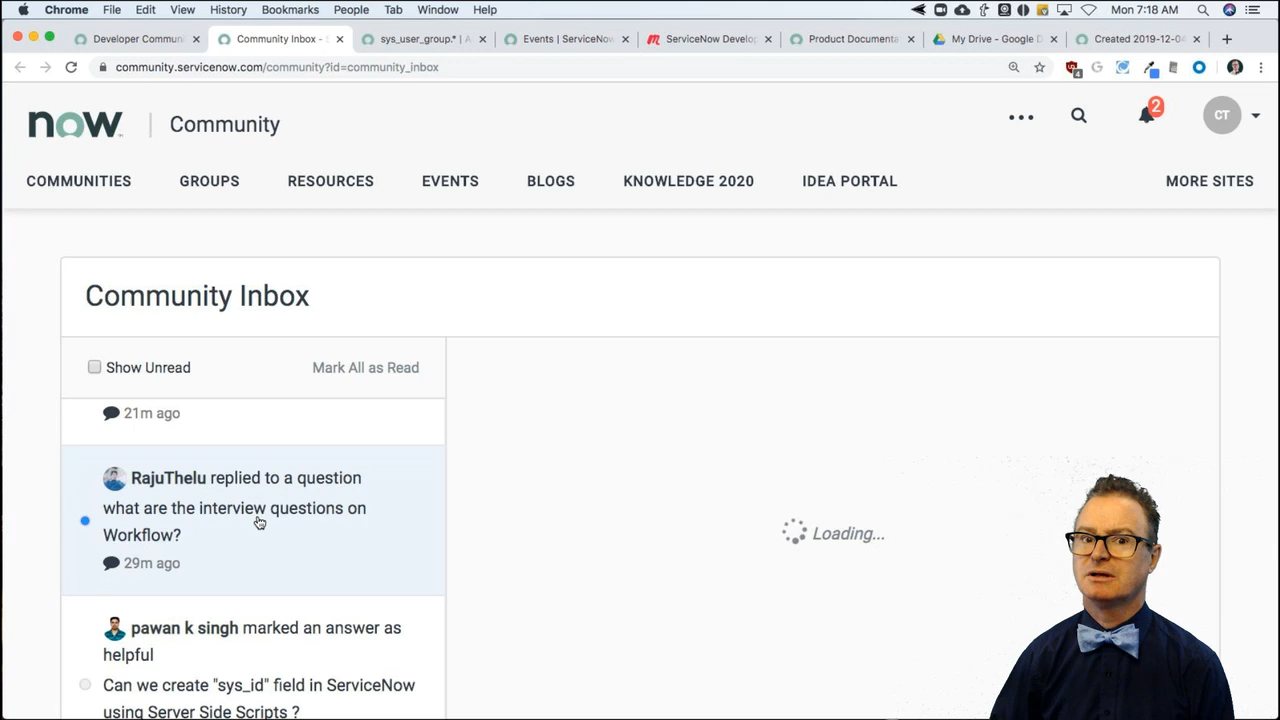 Chrome File Edit View History Bookmarks People Tab Window Help Mon 7:18 AM
Developer Commun Community Inbox - S sys_user_group.* | A Events | ServiceNow ServiceNow Develop Product Documenta My Drive - Google D Created 2019-12-04
community.servicenow.com/community?id=community_inbox
4
now Community 2 CT
COMMUNITIES GROUPS RESOURCES EVENTS BLOGS KNOWLEDGE 2020 IDEA PORTAL MORE SITES
Community Inbox
Show Unread Mark All as Read
21m ago
RajuThelu replied to a question
what are the interview questions on
Workflow?
29m ago
Loading...
pawan k singh marked an answer as
helpful
Can we create "sys_id" field in ServiceNow
using Server Side Scripts ?